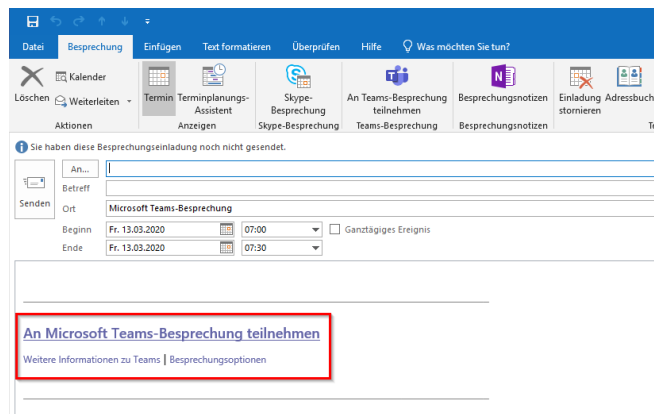 Datei Besprechung Einfügen Text formatieren Überprüfen Hilfe Was möchten Sie tun?
Löschen
Kalender
Weiterleiten
Aktionen
Termin
Terminplanungs-
Assistent
Anzeigen
Skype-
Besprechung
Skype-Besprechung
An Teams-Besprechung
teilnehmen
Teams-Besprechung
Besprechungsnotizen
Besprechungsnotizen
Einladung
stornieren
Adressbuch
Sie haben diese Besprechungseinladung noch nicht gesendet.
Senden
An...
Betreff
Ort Microsoft Teams-Besprechung
Beginn Fr. 13.03.2020 07:00 Ganztägiges Ereignis
Ende Fr. 13.03.2020 07:30
An Microsoft Teams-Besprechung teilnehmen
Weitere Informationen zu Teams | Besprechungsoptionen